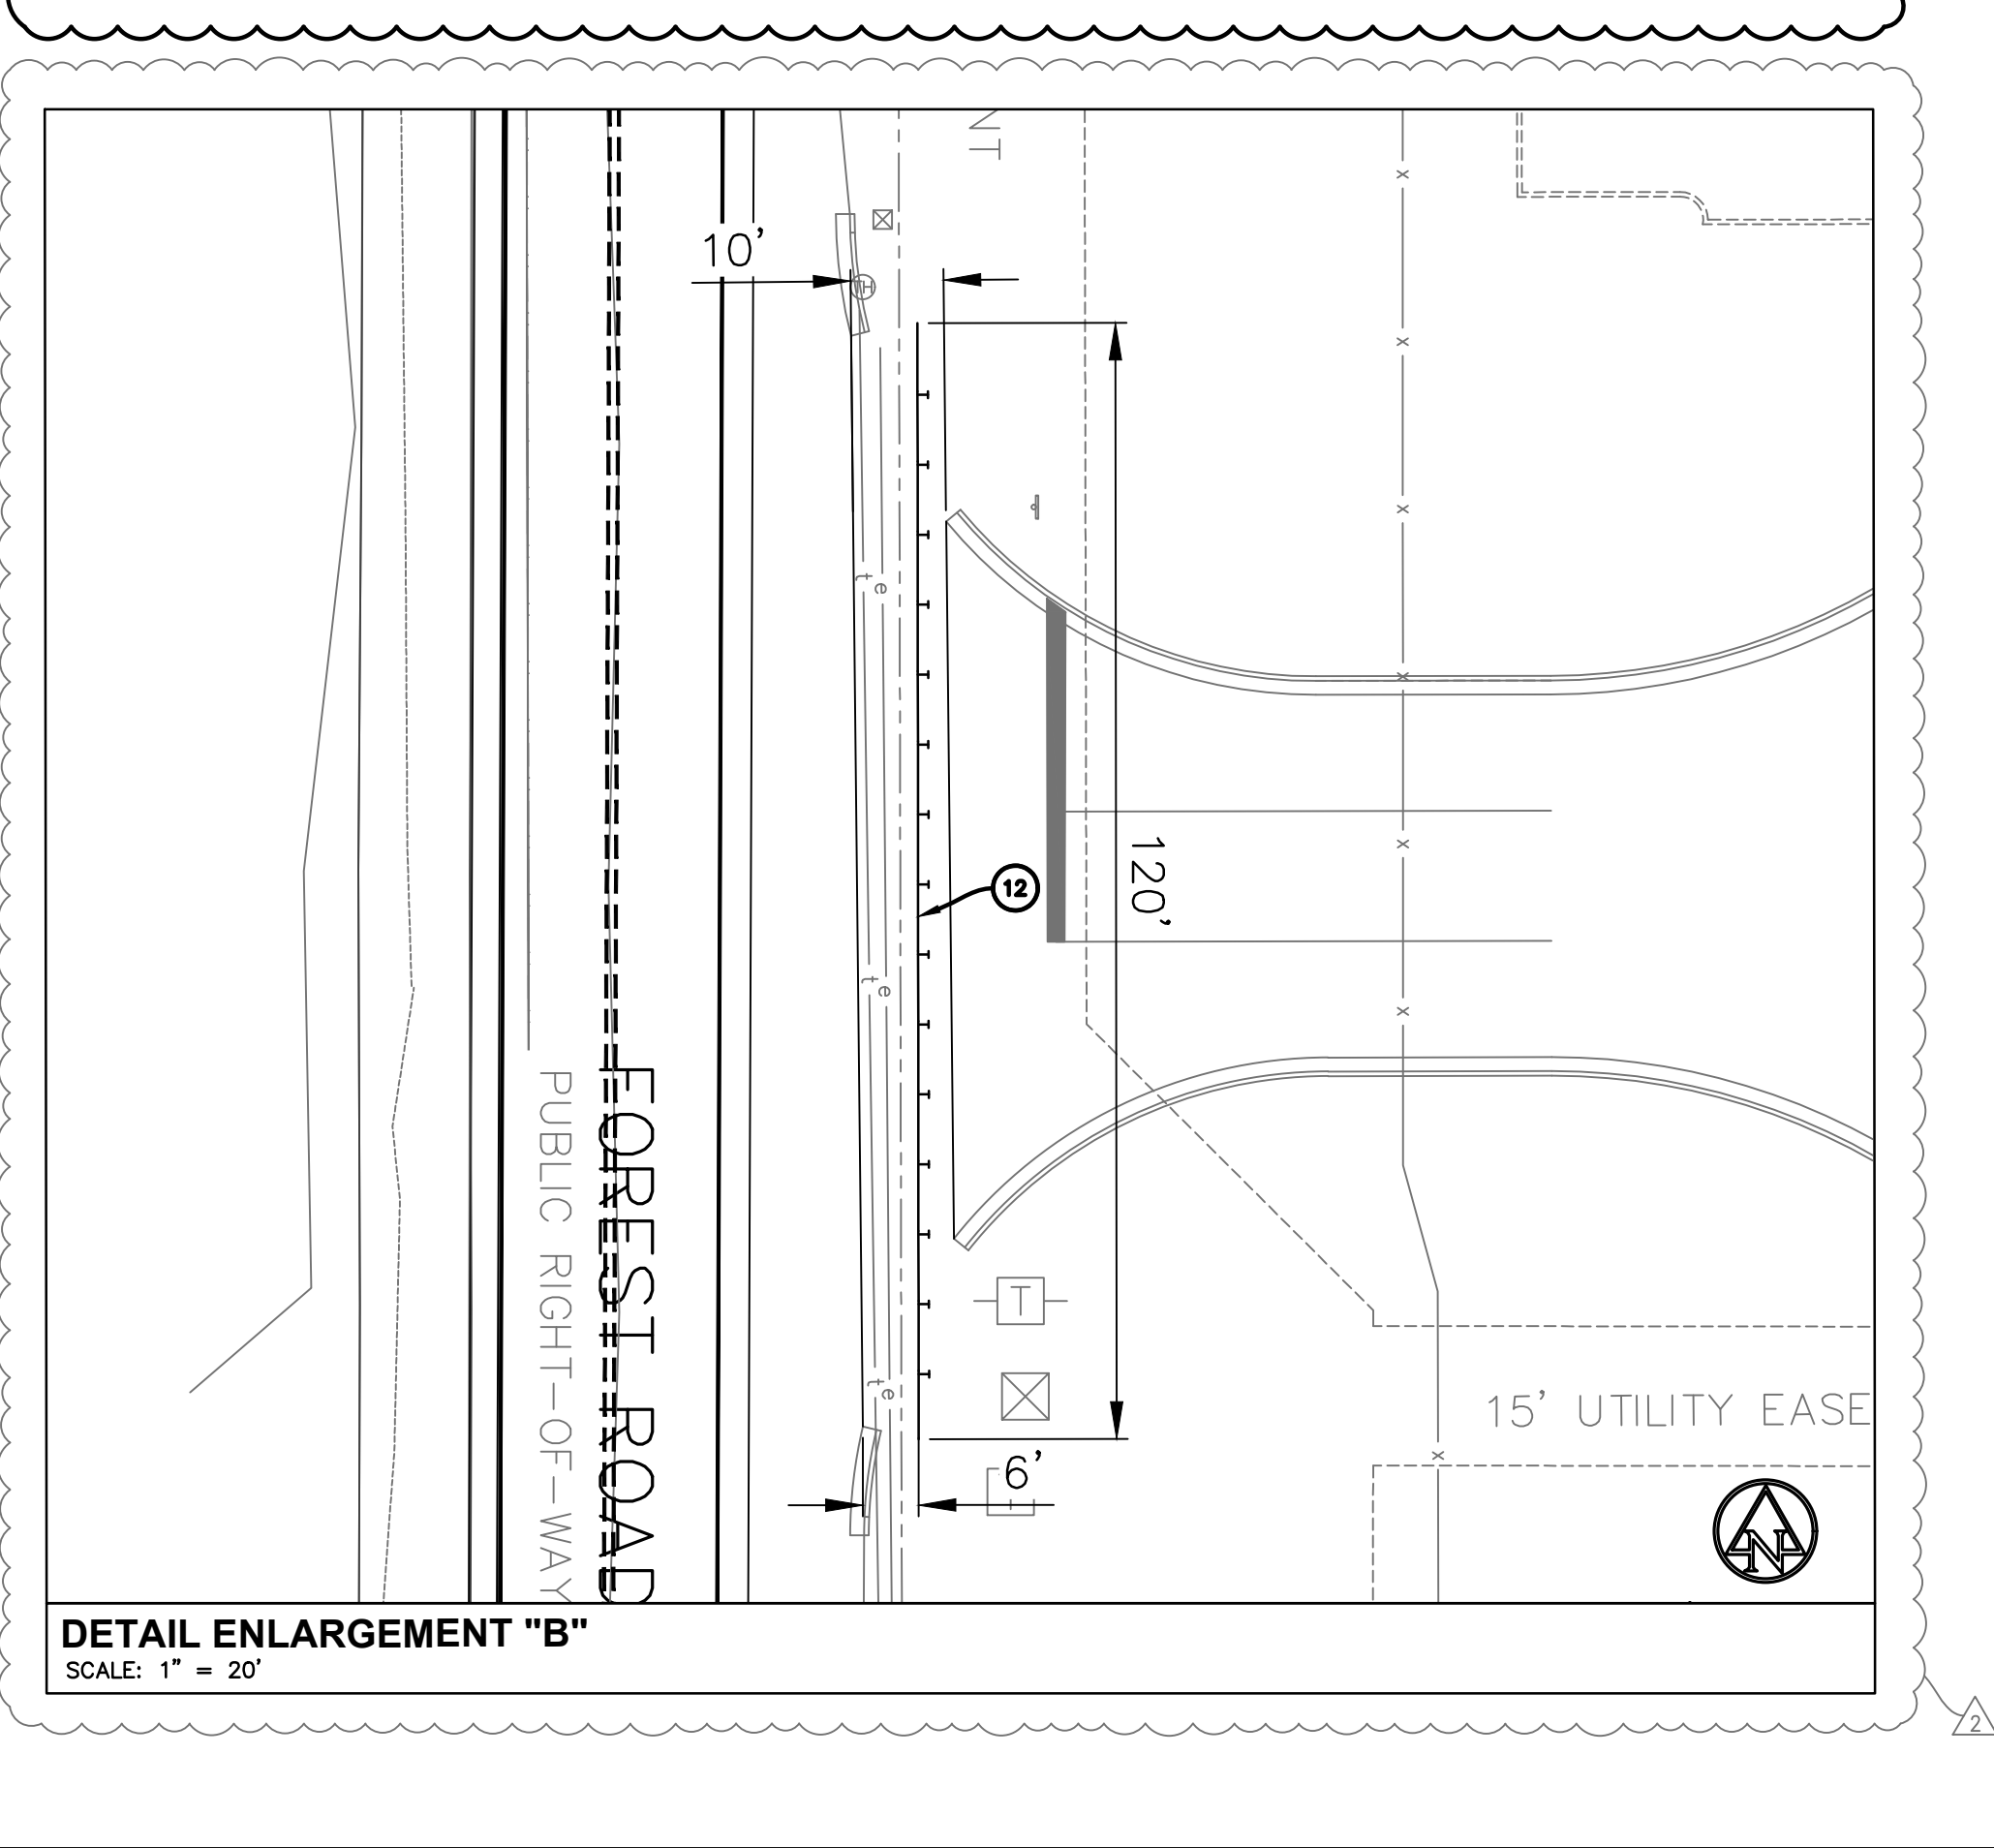 NT
10’
T
x
x
x
x
e
t
x
120’
12
e
t
x
PUBLIC RIGHT-OF-WAY
FOREST ROAD
T
e
t
15’ UTILITY EASE
x
6’
N
DETAIL ENLARGEMENT "B"
SCALE: 1” = 20’
2